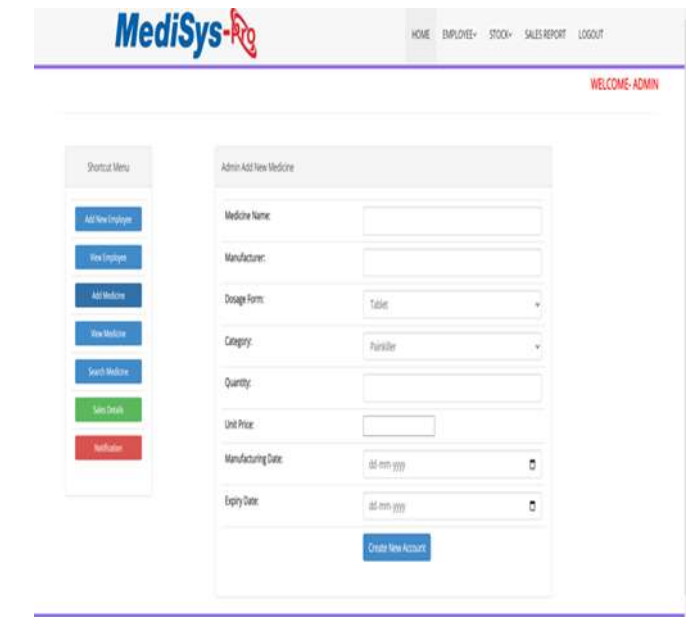 MediSys-Pro
HOME EMPLOYEE STOCK SALES REPORT LOGOUT
WELCOME- ADMIN
Shortcut Menu
Add New Employee
View Employee
Add Medicine
View Medicine
Search Medicine
Sales Details
Notification
Admin Add New Medicine
Medicine Name:
Manufacturer:
Dosage Form: Tablet
Category: Painkiller
Quantity:
Unit Price:
Manufacturing Date: dd-mm-yyyy
Expiry Date: dd-mm-yyyy
Create New Account